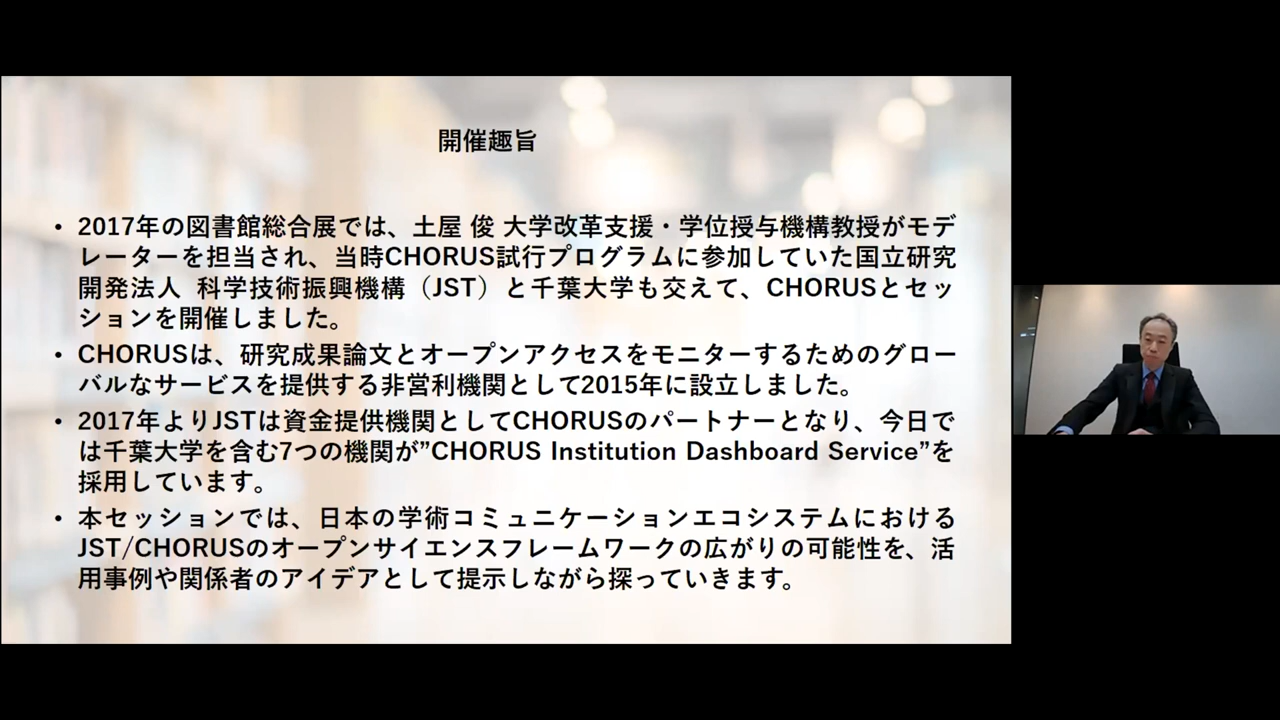 開催趣旨
• 2017年の図書館総合展では、土屋 俊 大学改革支援・学位授与機構教授がモデ
レーターを担当され、当時CHORUS試行プログラムに参加していた国立研究
開発法人 科学技術振興機構（JST）と千葉大学も交えて、CHORUSとセッ
ションを開催しました。
• CHORUSは、研究成果論文とオープンアクセスをモニターするためのグロー
バルなサービスを提供する非営利機関として2015年に設立しました。
• 2017年よりJSTは資金提供機関としてCHORUSのパートナーとなり、今日で
は千葉大学を含む7つの機関が”CHORUS Institution Dashboard Service”を
採用しています。
• 本セッションでは、日本の学術コミュニケーションエコシステムにおける
JST/CHORUSのオープンサイエンスフレームワークの広がりの可能性を、活
用事例や関係者のアイデアとして提示しながら探っていきます。